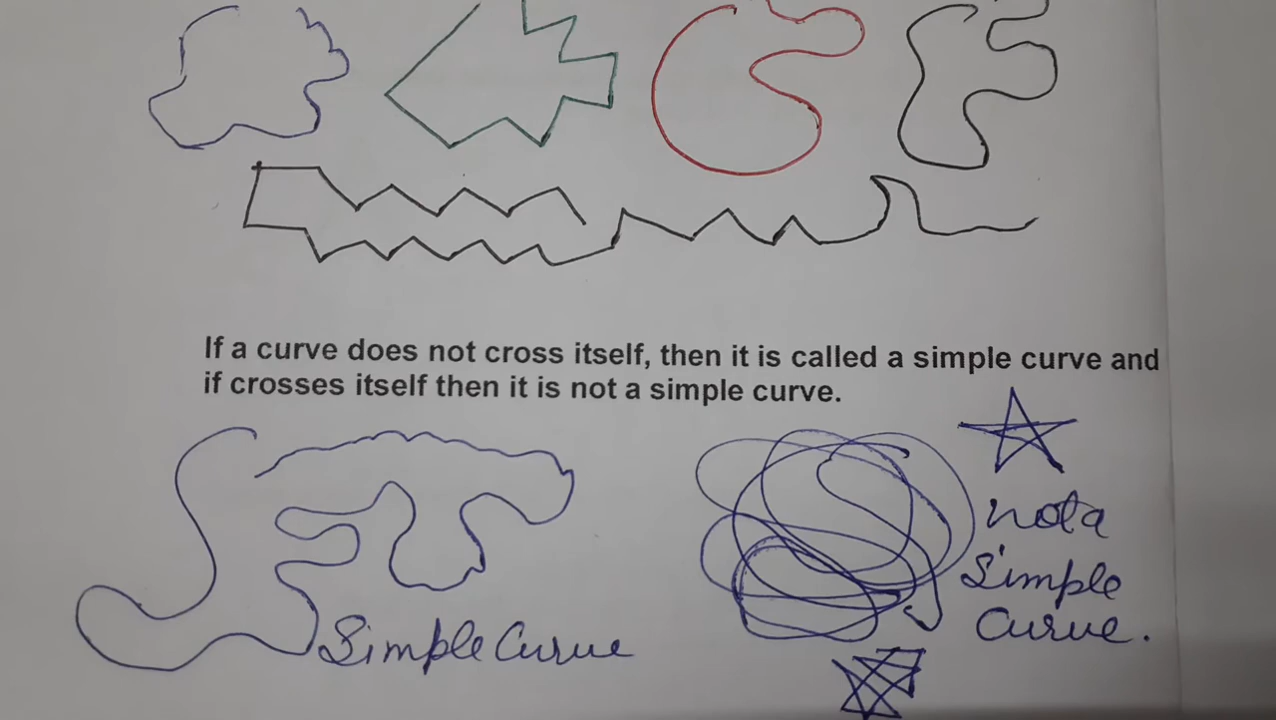 If a curve does not cross itself, then it is called a simple curve and
if crosses itself then it is not a simple curve.
Simple Curve
not a
Simple
Curve.